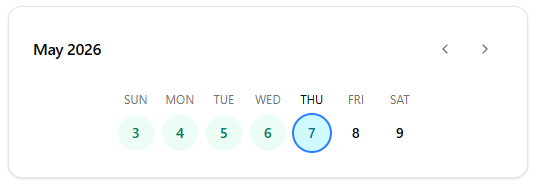 May 2026
SUN MON TUE WED THU FRI SAT
3 4 5 6 7 8 9